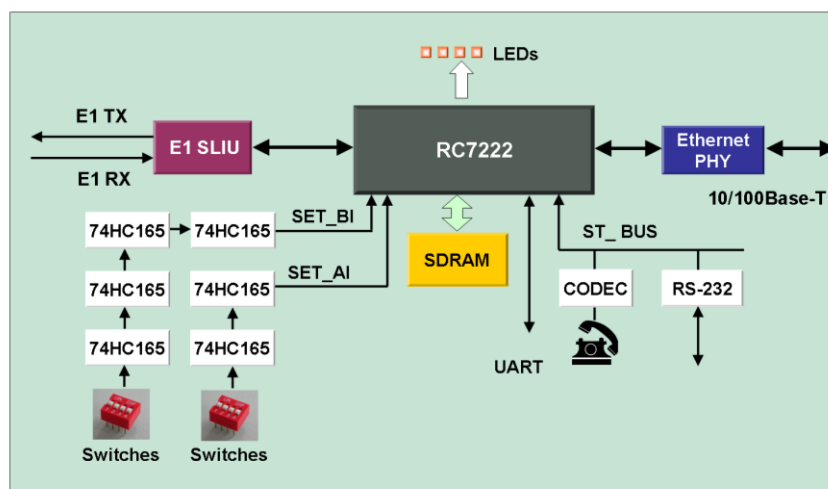 LEDs
E1 TX
E1 SLIU
RC7222
Ethernet
PHY
E1 RX
10/100Base-T
74HC165
74HC165
SET_BI
ST_ BUS
SDRAM
74HC165
74HC165
SET_AI
CODEC
RS-232
74HC165
74HC165
UART
Switches
Switches